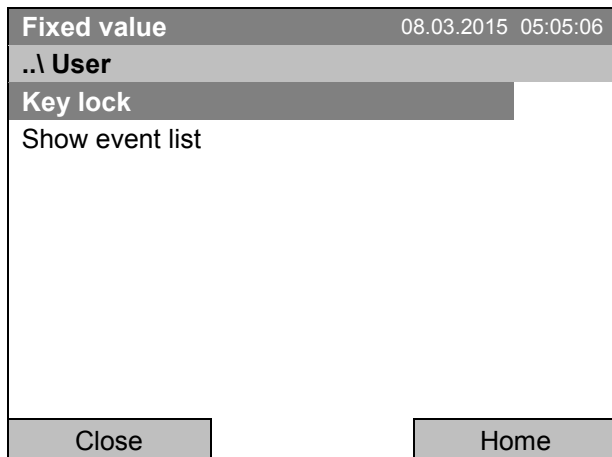 Fixed value 08.03.2015 05:05:06
..\ User
Key lock
Show event list
Close Home